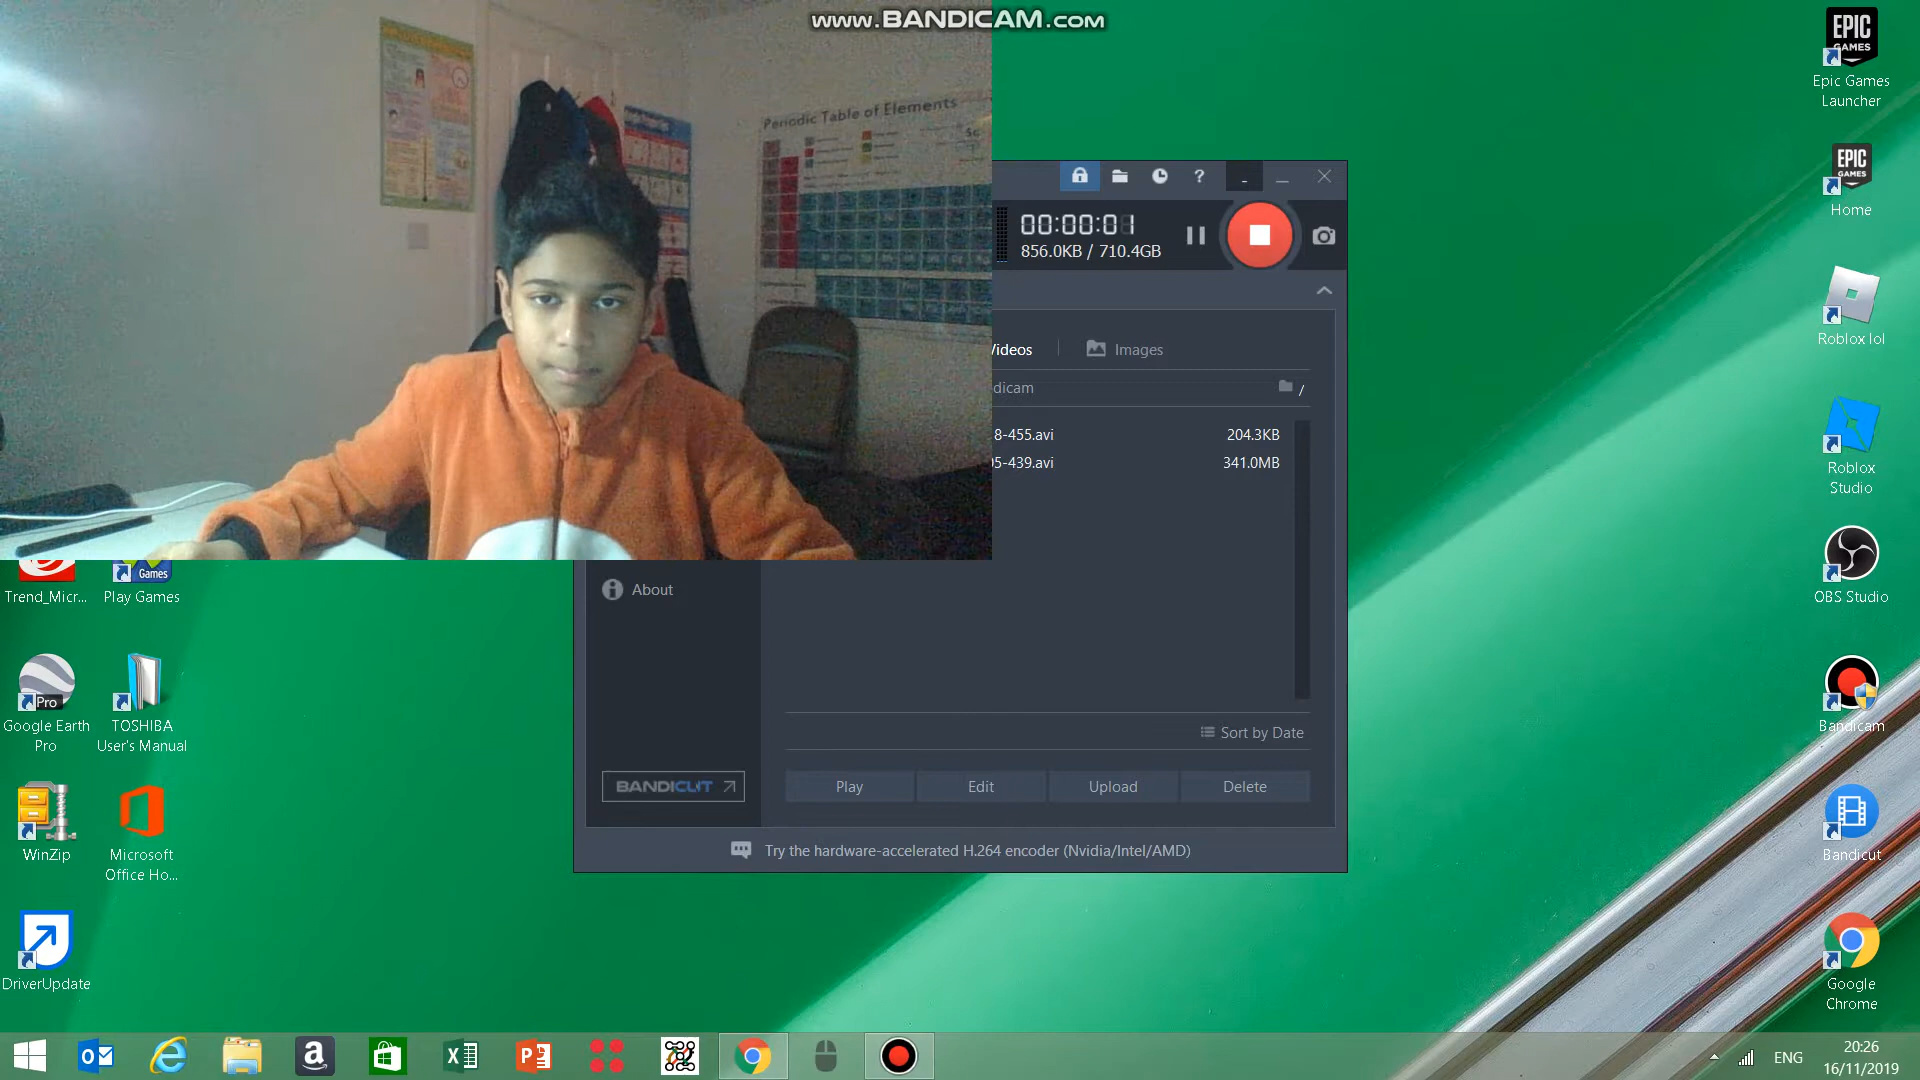 www.BANDICAM.com
Periodic Table of Elements
EPIC
GAMES
Epic Games
Launcher
EPIC
GAMES
Home
Roblox lol
Roblox
Studio
OBS Studio
Bandicam
Bandicut
Google
Chrome
?
00:00:01
856.0KB / 710.4GB
Videos
Images
dicam
/
8-455.avi
204.3KB
05-439.avi
341.0MB
About
Sort by Date
BANDICUT
Play
Edit
Upload
Delete
Try the hardware-accelerated H.264 encoder (Nvidia/Intel/AMD)
Trend_Micr...
Games
Play Games
Pro
Google Earth
Pro
TOSHIBA
User's Manual
WinZip
Microsoft
Office Ho...
DriverUpdate
ENG
20:26
16/11/2019